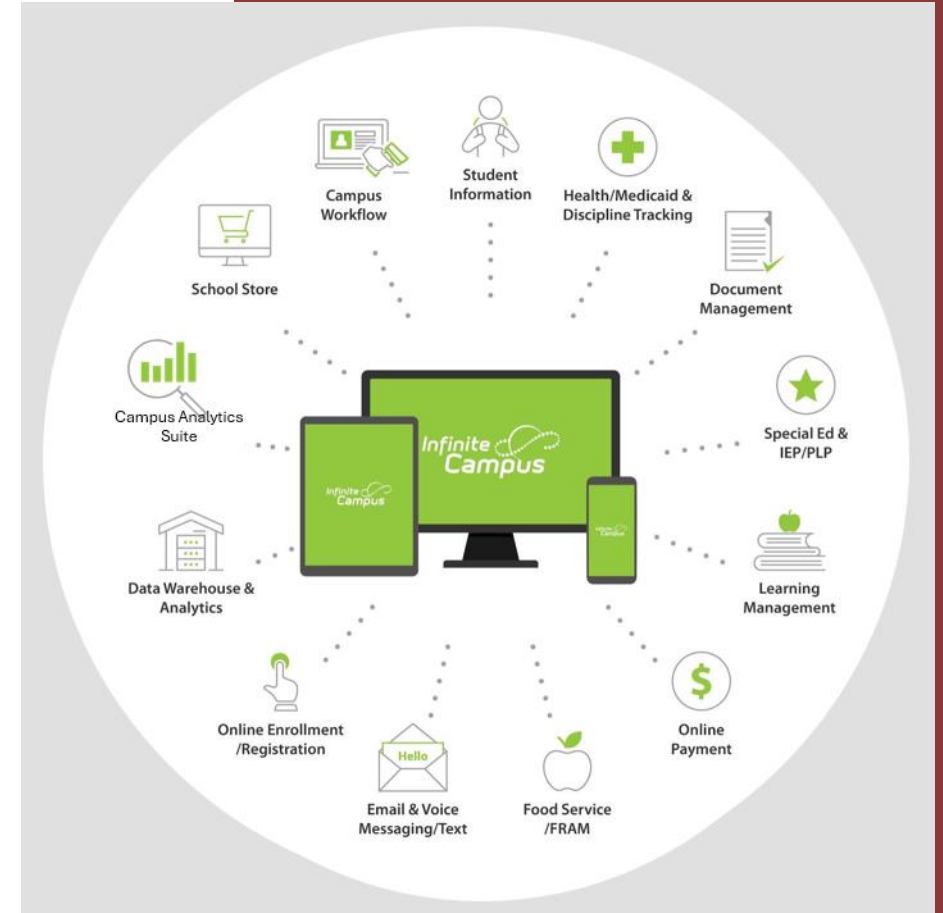 Student
Information
Health/Medicaid &
Discipline Tracking
Document
Management
Special Ed &
IEP/PLP
Learning
Management
$
Online
Payment
Food Service
/FRAM
Hello
Email & Voice
Messaging/Text
Online Enrollment
/Registration
Data Warehouse &
Analytics
Campus Analytics
Suite
School Store
Campus
Workflow
Infinite
Campus
Infinite
Campus
Infinite
Campus